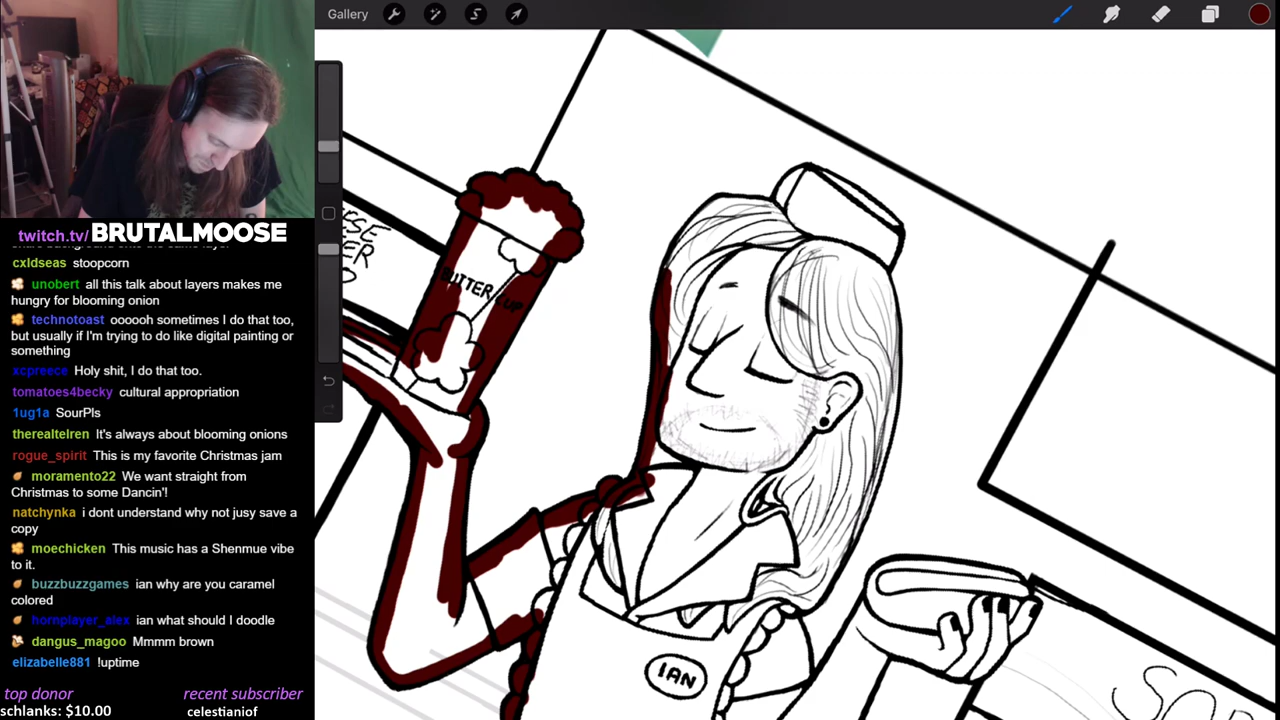 Gallery
twitch.tv/BRUTALMOOSE
cxldseas stoopcorn
unobert all this talk about layers makes me
hungry for blooming onion
technotoast oooooh sometimes I do that too,
but usually if I'm trying to do like digital painting or
something
xcpreece Holy shit, I do that too.
tomatoes4becky cultural appropriation
1ug1a SourPls
therealtelren It's always about blooming onions
rogue_spirit This is my favorite Christmas jam
moramento22 We want straight from
Christmas to some Dancin'!
natchynka i dont understand why not jusy save a
copy
moechicken This music has a Shenmue vibe
to it.
buzzbuzzgames ian why are you caramel
colored
hornplayer_alex ian what should I doodle
dangus_magoo Mmmm brown
elizabelle881 !uptime
top donor
schlanks: $10.00
recent subscriber
celestianiof
BUTTER CUP
IAN